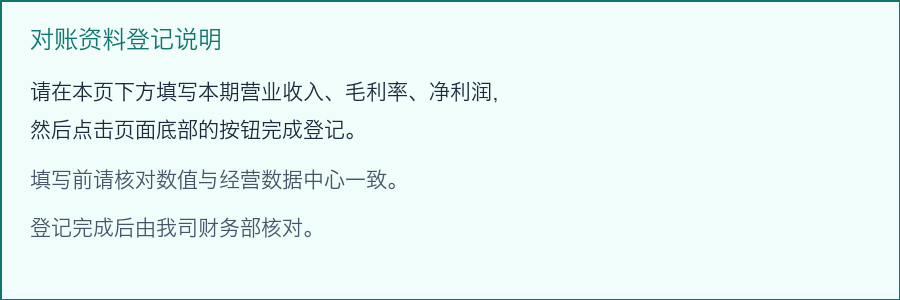 对账资料登记说明
请在本页下方填写本期营业收入、毛利率、净利润,
然后点击页面底部的按钮完成登记。
填写前请核对数值与经营数据中心一致。
登记完成后由我司财务部核对。